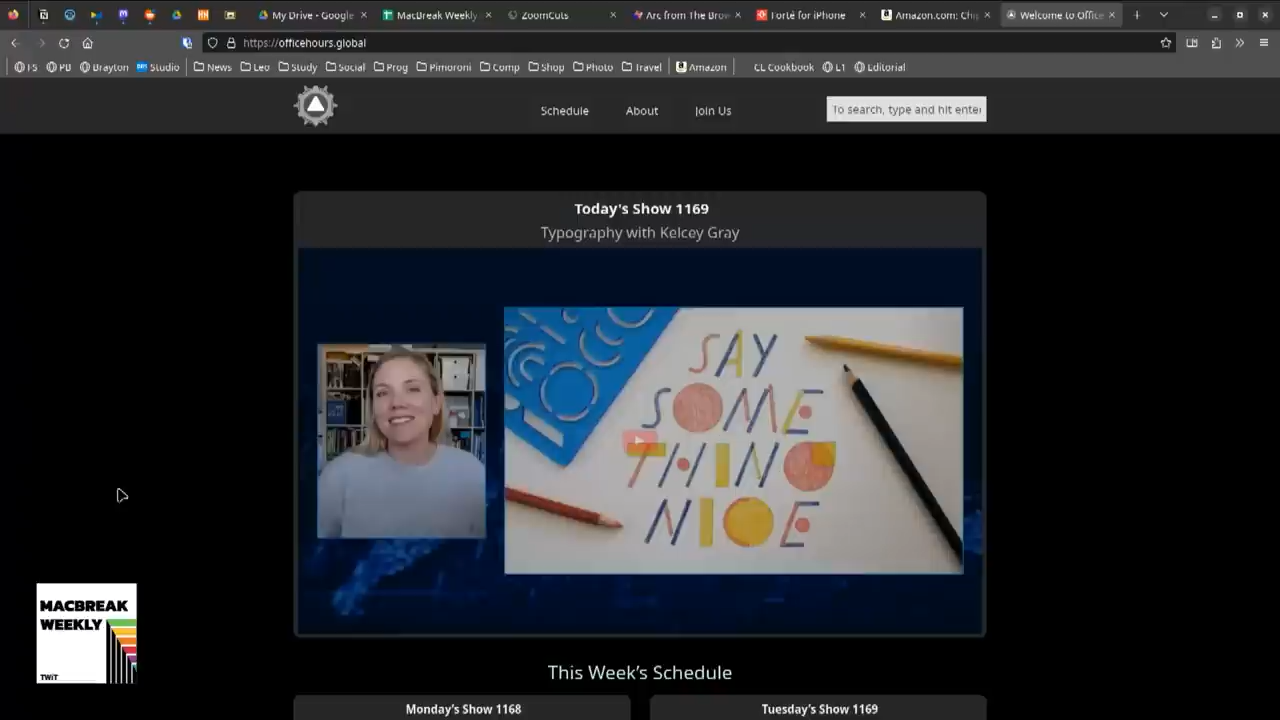 My Drive - Google
MacBreak Weekly
ZoomCuts
Arc from The Brow
Forté for iPhone
Amazon.com: Chi
Welcome to Office
https://officehours.global
FS
PB
Brayton
Studio
News
Leo
Study
Social
Prog
Pimoroni
Comp
Shop
Photo
Travel
Amazon
CL Cookbook
L1
Editorial
Schedule
About
Join Us
To search, type and hit enter
Today's Show 1169
Typography with Kelcey Gray
SAY
SOME
THING
NICE
MACBREAK
WEEKLY
TWiT
This Week's Schedule
Monday's Show 1168
Tuesday's Show 1169